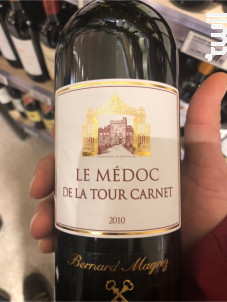 LE MÉDOC
DE LA TOUR CARNET
2010
Bernard Magrez